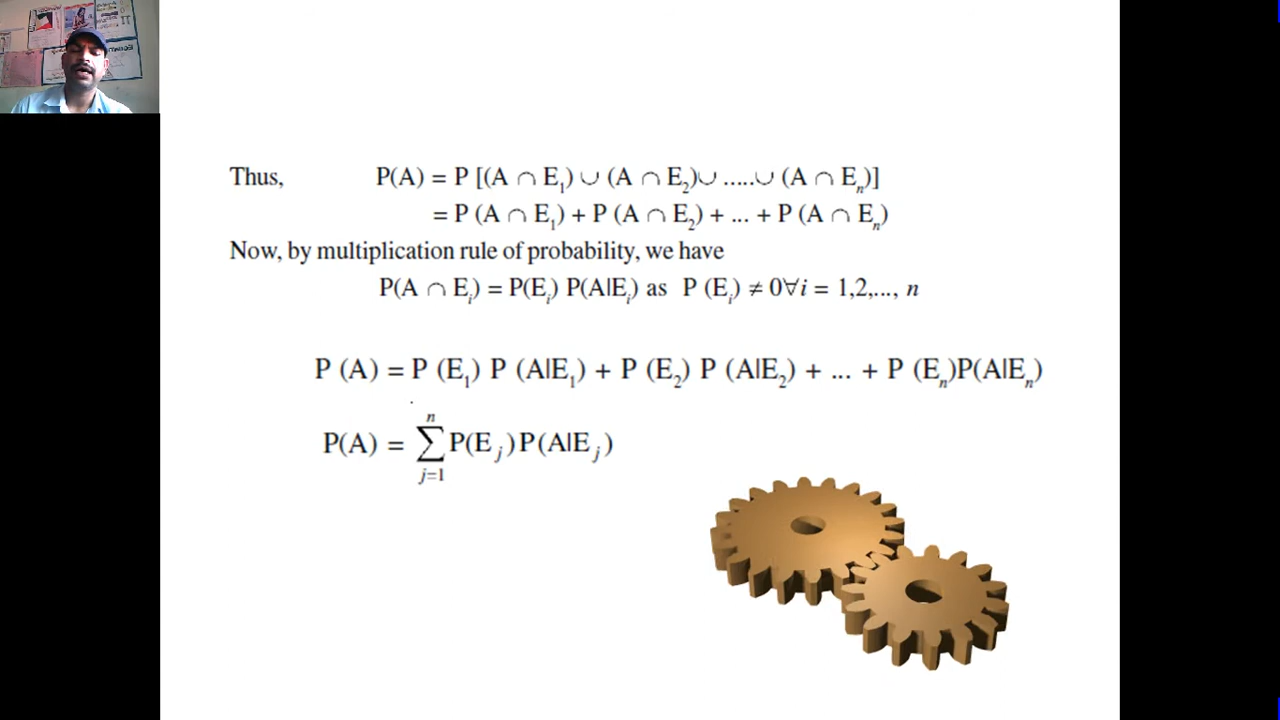 Thus, P(A) = P [(A ∩ E₁) ∪ (A ∩ E₂)∪ .....∪ (A ∩ Eₙ)]
= P (A ∩ E₁) + P (A ∩ E₂) + ... + P (A ∩ Eₙ)
Now, by multiplication rule of probability, we have
P(A ∩ Eᵢ) = P(Eᵢ) P(A|Eᵢ) as P (Eᵢ) ≠ 0∀i = 1,2,..., n
P (A) = P (E₁) P (A|E₁) + P (E₂) P (A|E₂) + ... + P (Eₙ)P(A|Eₙ)
P(A) = ∑ⁿⱼ₌₁ P(Eⱼ)P(A|Eⱼ)